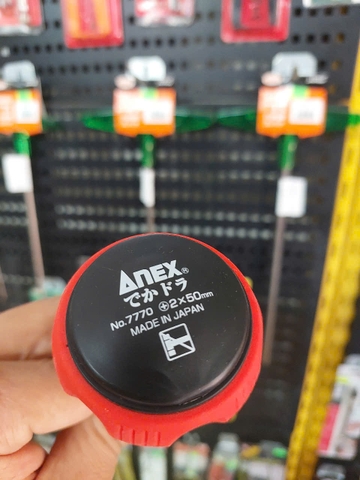 ANEX®
でかドラ
No.7770 ⊕2×50mm
MADE IN JAPAN